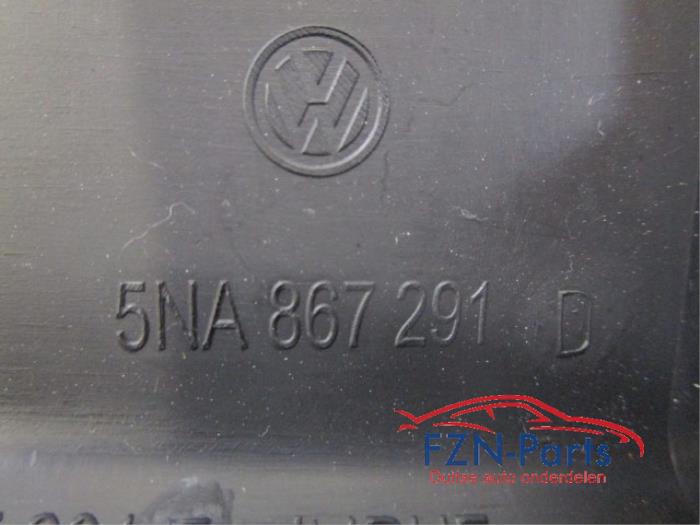 5NA 867 291 D
FZN-Parts
Duitse auto onderdelen